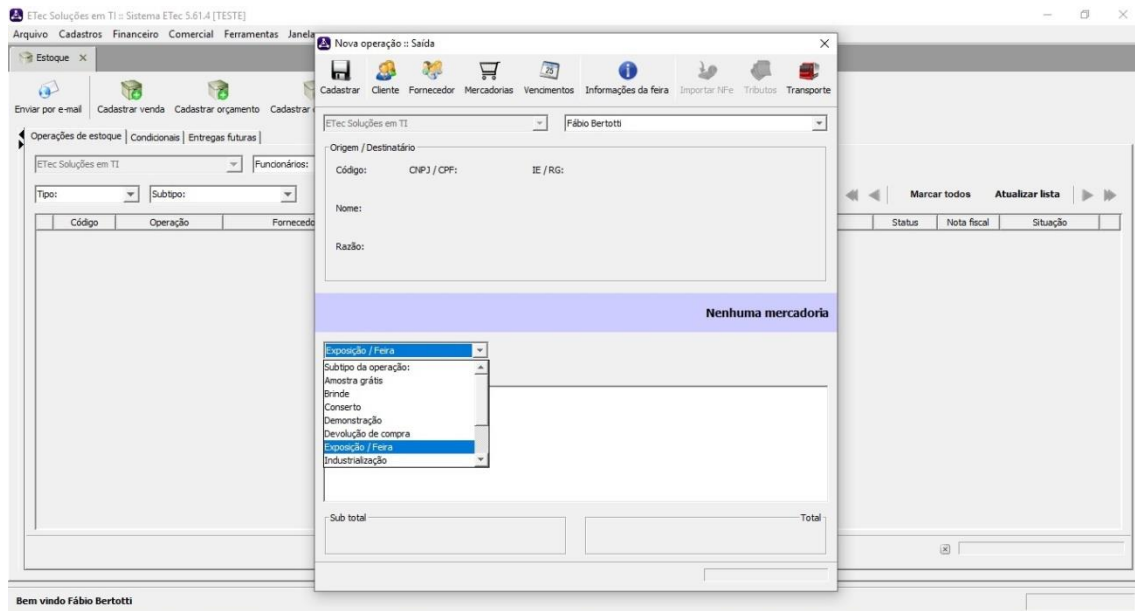 ETec Soluções em TI :: Sistema ETec 5.61.4 [TESTE]
Arquivo Cadastros Financeiro Comercial Ferramentas Janela
Estoque
Enviar por e-mail Cadastrar venda Cadastrar orçamento Cadastrar
Operações de estoque Condicionais Entregas futuras
ETec Soluções em TI Funcionários:
Tipo: Subtipo: Marcar todos Atualizar lista
Código Operação Fornecedo Status Nota fiscal Situação
Nova operação :: Saída
Cadastrar Cliente Fornecedor Mercadorias Vencimentos Informações da feira Importar NFe Tributos Transporte
25
ETec Soluções em TI Fábio Bertotti
Origem / Destinatário
Código: CNPJ / CPF: IE / RG:
Nome:
Razão:
Nenhuma mercadoria
Exposição / Feira
Subtipo da operação:
Amostra grátis
Brinde
Conserto
Demonstração
Devolução de compra
Exposição / Feira
Industrialização
Sub total Total
Bem vindo Fábio Bertotti